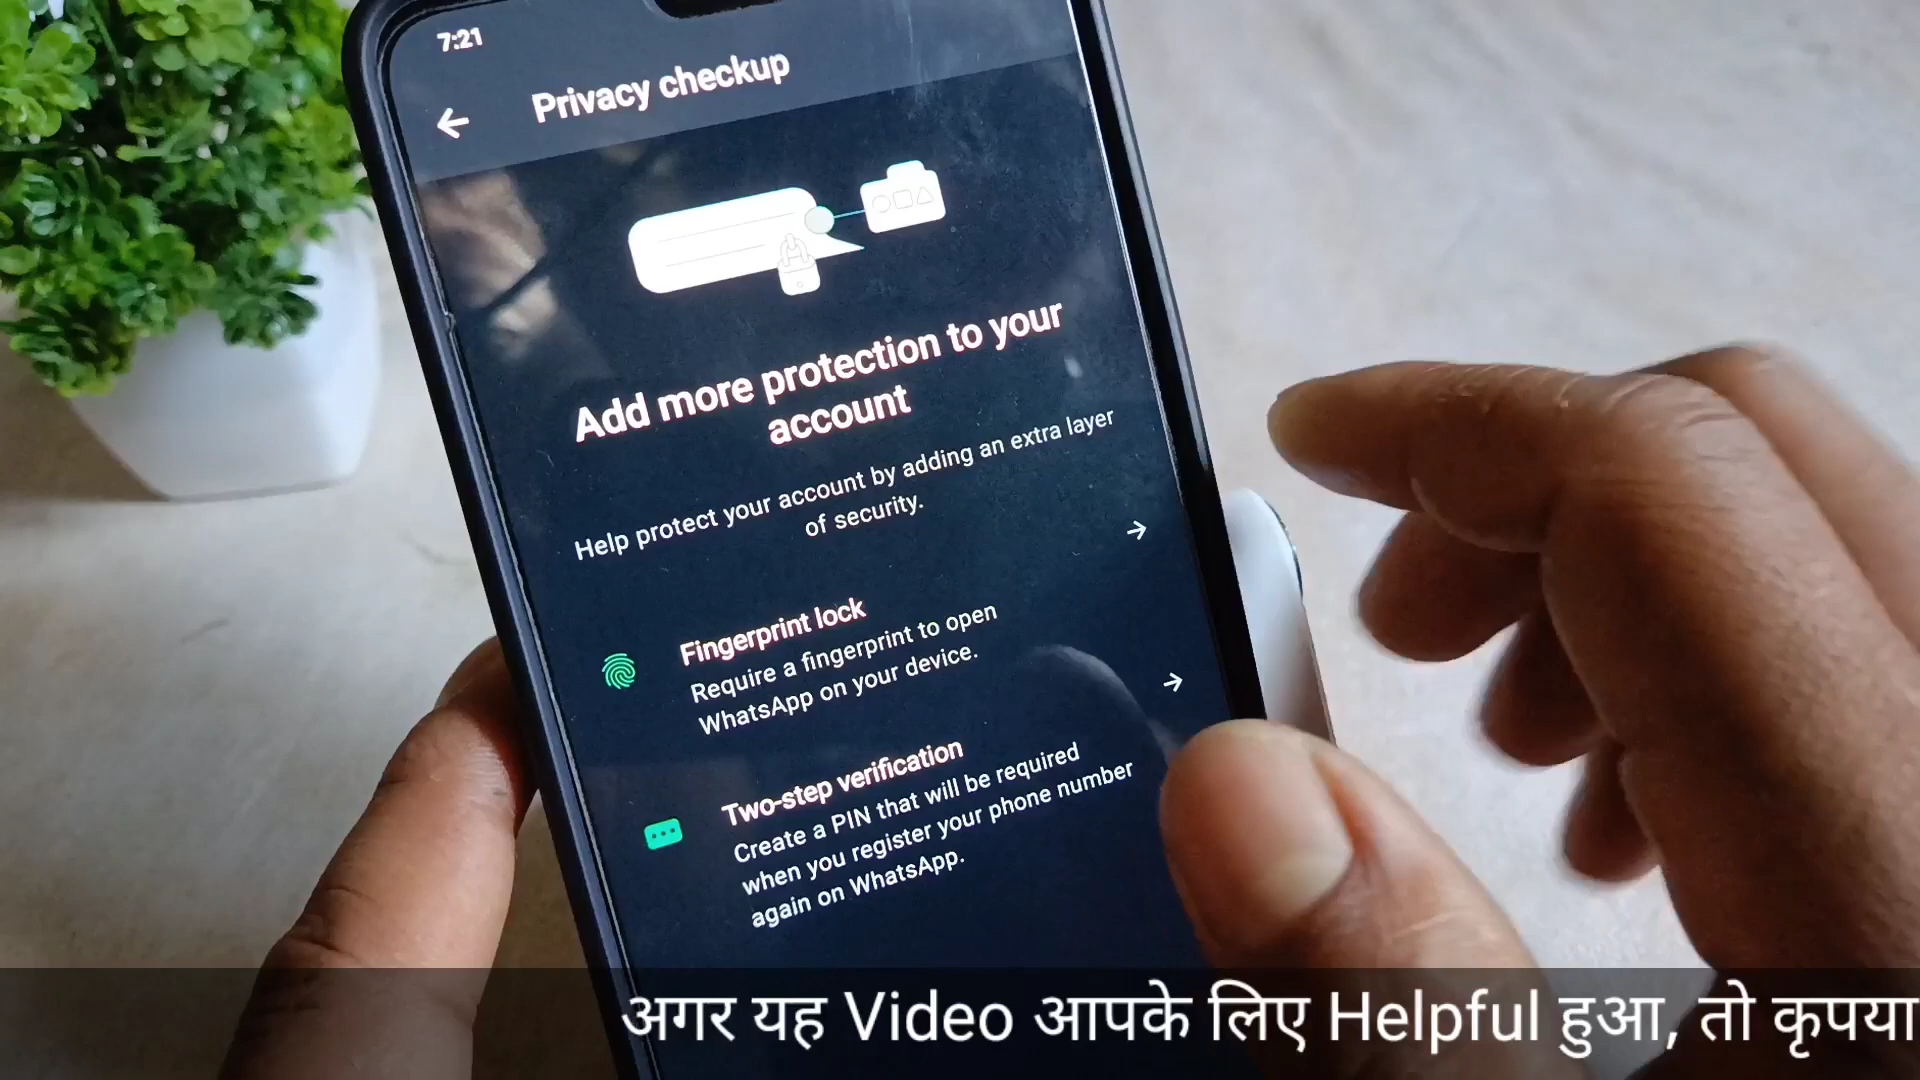 7:21
Privacy checkup
Add more protection to your
account
Help protect your account by adding an extra layer
of security.
Fingerprint lock
Require a fingerprint to open
WhatsApp on your device.
Two-step verification
Create a PIN that will be required
when you register your phone number
again on WhatsApp.
अगर यह Video आपके लिए Helpful हुआ, तो कृपया